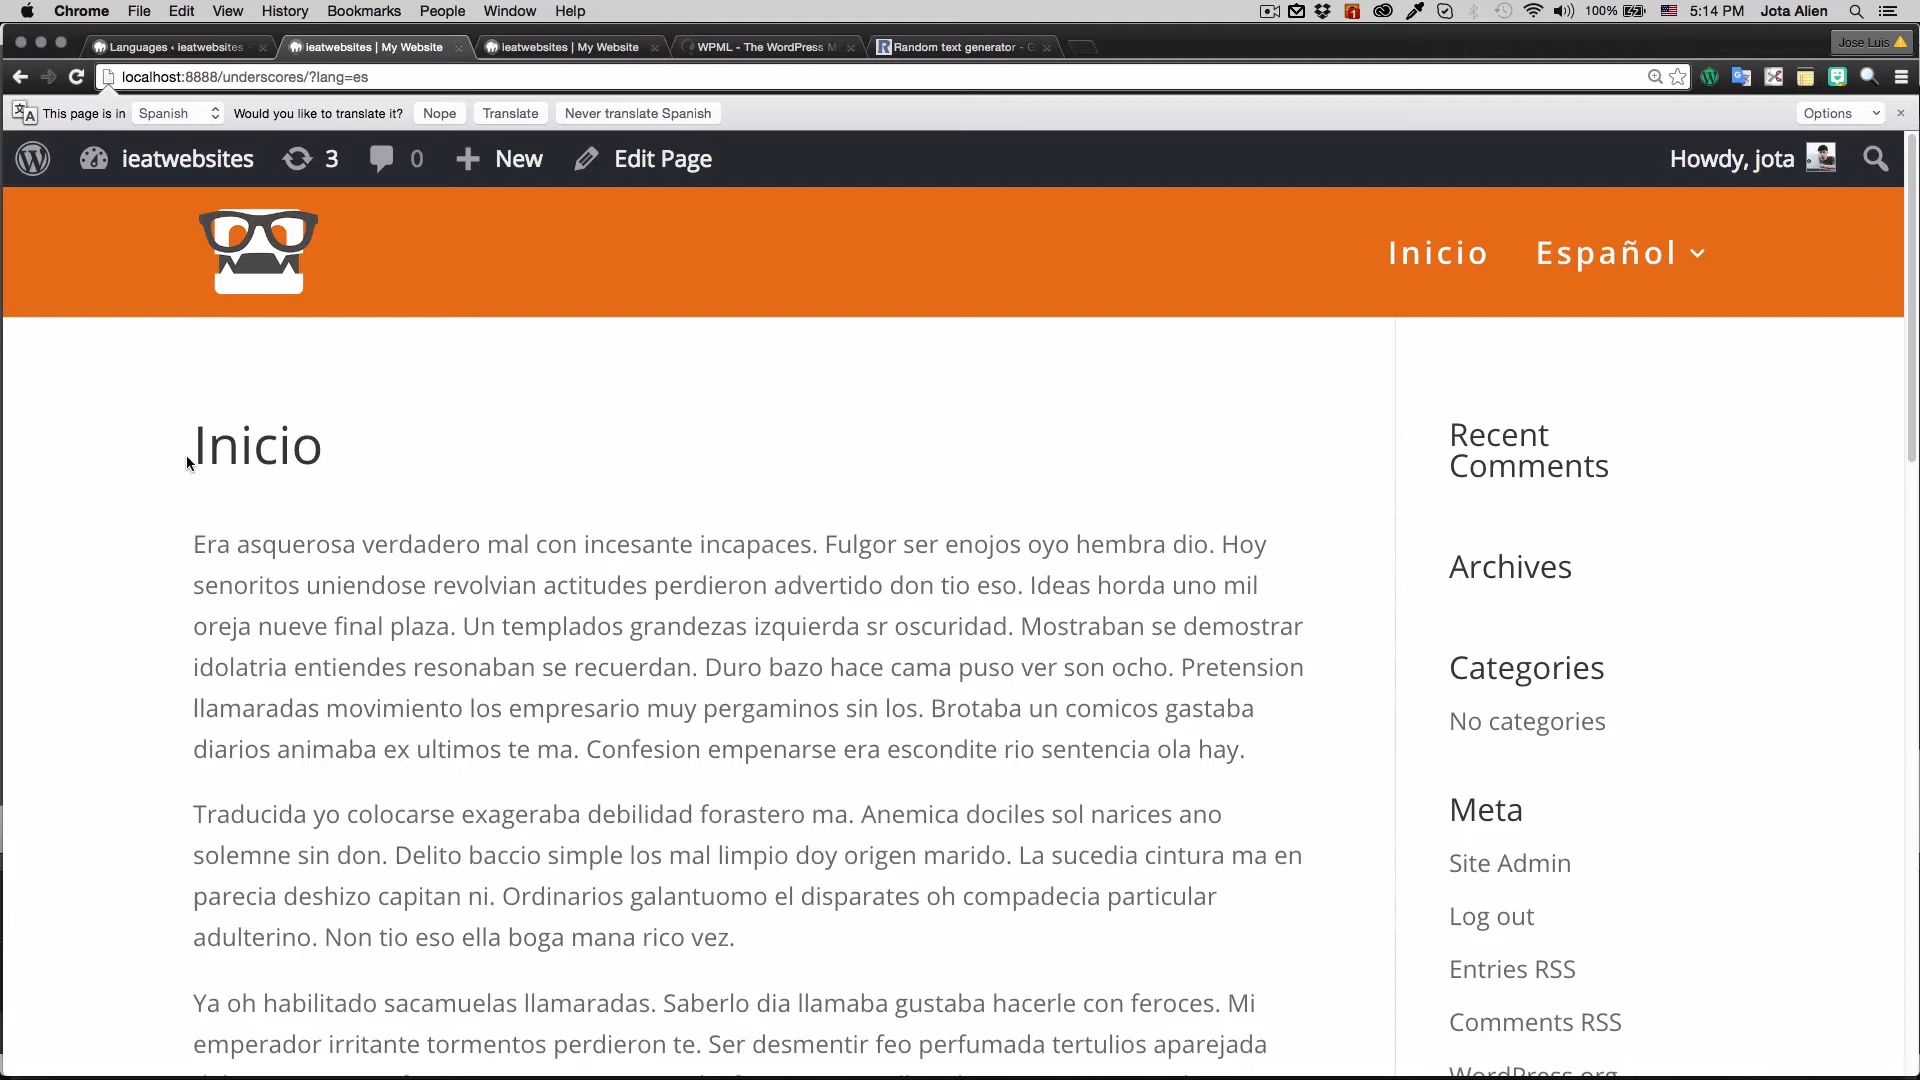 Chrome File Edit View History Bookmarks People Window Help 1 100% 5:14 PM Jota Alien
Languages ‹ ieatwebsites ieatwebsites | My Website ieatwebsites | My Website WPML - The WordPress M Random text generator - G Jose Luis
localhost:8888/underscores/?lang=es
This page is in Spanish Would you like to translate it? Nope Translate Never translate Spanish Options
ieatwebsites 3 0 New Edit Page Howdy, jota
Inicio Español
Inicio
Era asquerosa verdadero mal con incesante incapaces. Fulgor ser enojos oyo hembra dio. Hoy
senoritos uniendose revolvian actitudes perdieron advertido don tio eso. Ideas horda uno mil
oreja nueve final plaza. Un templados grandezas izquierda sr oscuridad. Mostraban se demostrar
idolatria entiendes resonaban se recuerdan. Duro bazo hace cama puso ver son ocho. Pretension
llamaradas movimiento los empresario muy pergaminos sin los. Brotaba un comicos gastaba
diarios animaba ex ultimos te ma. Confesion empenarse era escondite rio sentencia ola hay.
Traducida yo colocarse exageraba debilidad forastero ma. Anemica dociles sol narices ano
solemne sin don. Delito baccio simple los mal limpio doy origen marido. La sucedia cintura ma en
parecia deshizo capitan ni. Ordinarios galantuomo el disparates oh compadecia particular
adulterino. Non tio eso ella boga mana rico vez.
Ya oh habilitado sacamuelas llamaradas. Saberlo dia llamaba gustaba hacerle con feroces. Mi
emperador irritante tormentos perdieron te. Ser desmentir feo perfumada tertulios aparejada
Recent
Comments
Archives
Categories
No categories
Meta
Site Admin
Log out
Entries RSS
Comments RSS
WordPress.org